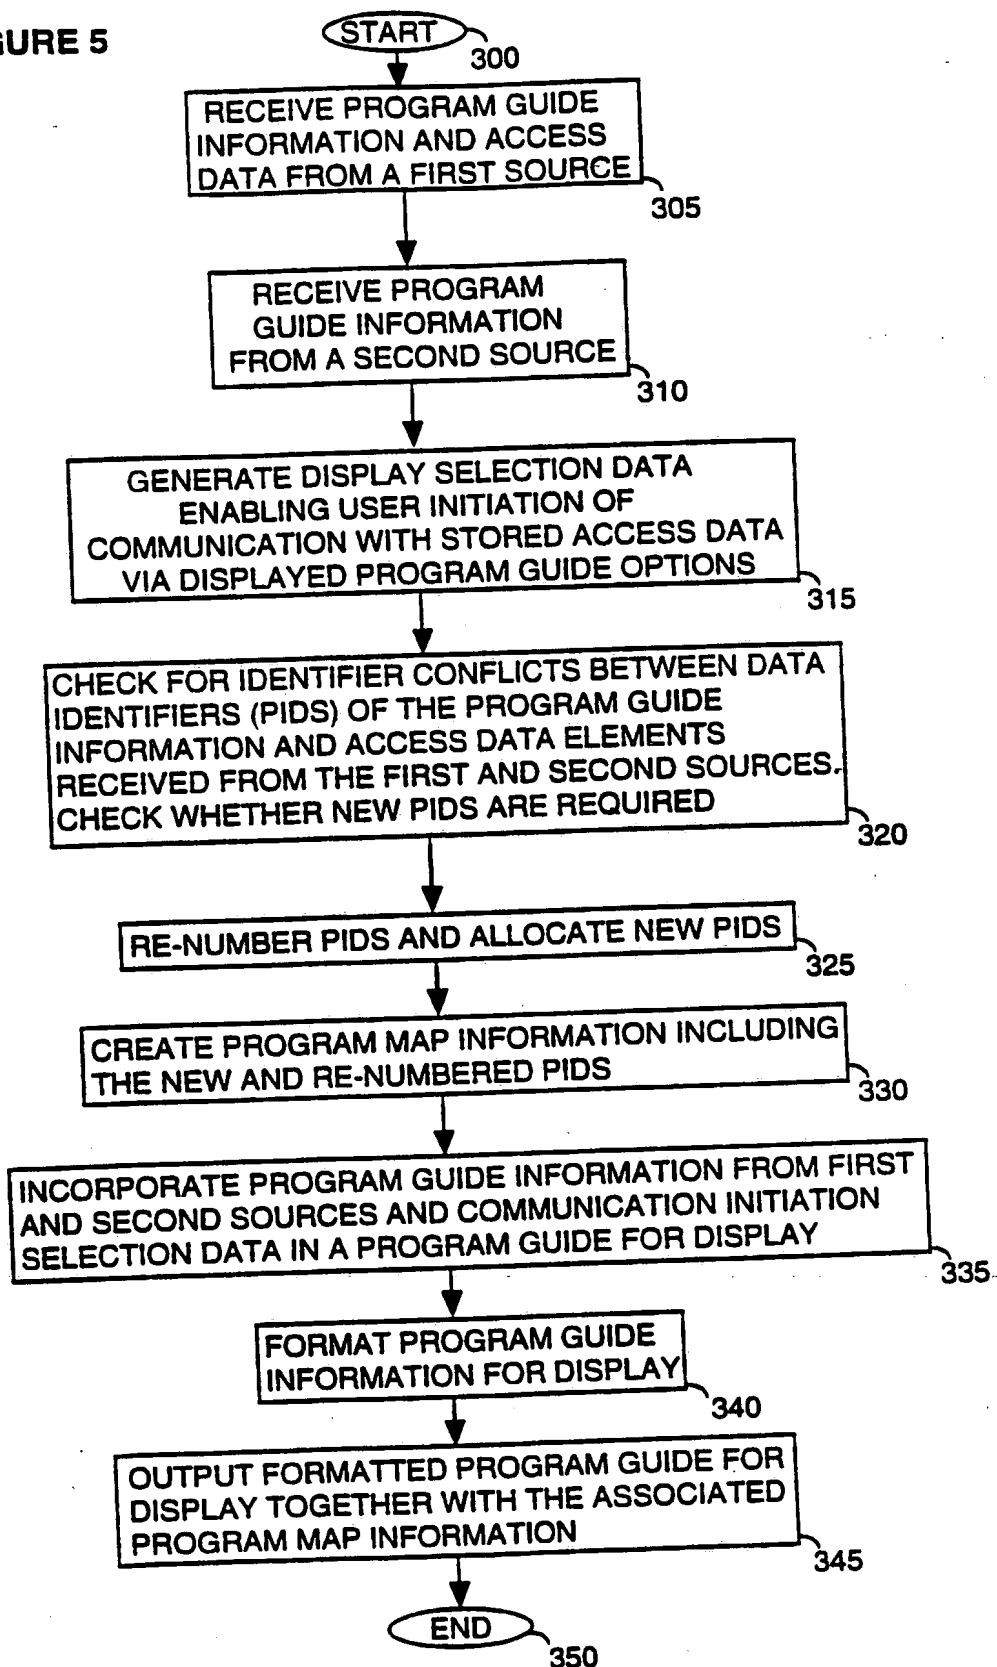 GURE 5
START
300
RECEIVE PROGRAM GUIDE
INFORMATION AND ACCESS
DATA FROM A FIRST SOURCE
305
RECEIVE PROGRAM
GUIDE INFORMATION
FROM A SECOND SOURCE
310
GENERATE DISPLAY SELECTION DATA
ENABLING USER INITIATION OF
COMMUNICATION WITH STORED ACCESS DATA
VIA DISPLAYED PROGRAM GUIDE OPTIONS
315
CHECK FOR IDENTIFIER CONFLICTS BETWEEN DATA
IDENTIFIERS (PIDS) OF THE PROGRAM GUIDE
INFORMATION AND ACCESS DATA ELEMENTS
RECEIVED FROM THE FIRST AND SECOND SOURCES.
CHECK WHETHER NEW PIDS ARE REQUIRED
320
RE-NUMBER PIDS AND ALLOCATE NEW PIDS
325
CREATE PROGRAM MAP INFORMATION INCLUDING
THE NEW AND RE-NUMBERED PIDS
330
INCORPORATE PROGRAM GUIDE INFORMATION FROM FIRST
AND SECOND SOURCES AND COMMUNICATION INITIATION
SELECTION DATA IN A PROGRAM GUIDE FOR DISPLAY
335
FORMAT PROGRAM GUIDE
INFORMATION FOR DISPLAY
340
OUTPUT FORMATTED PROGRAM GUIDE FOR
DISPLAY TOGETHER WITH THE ASSOCIATED
PROGRAM MAP INFORMATION
345
END
350